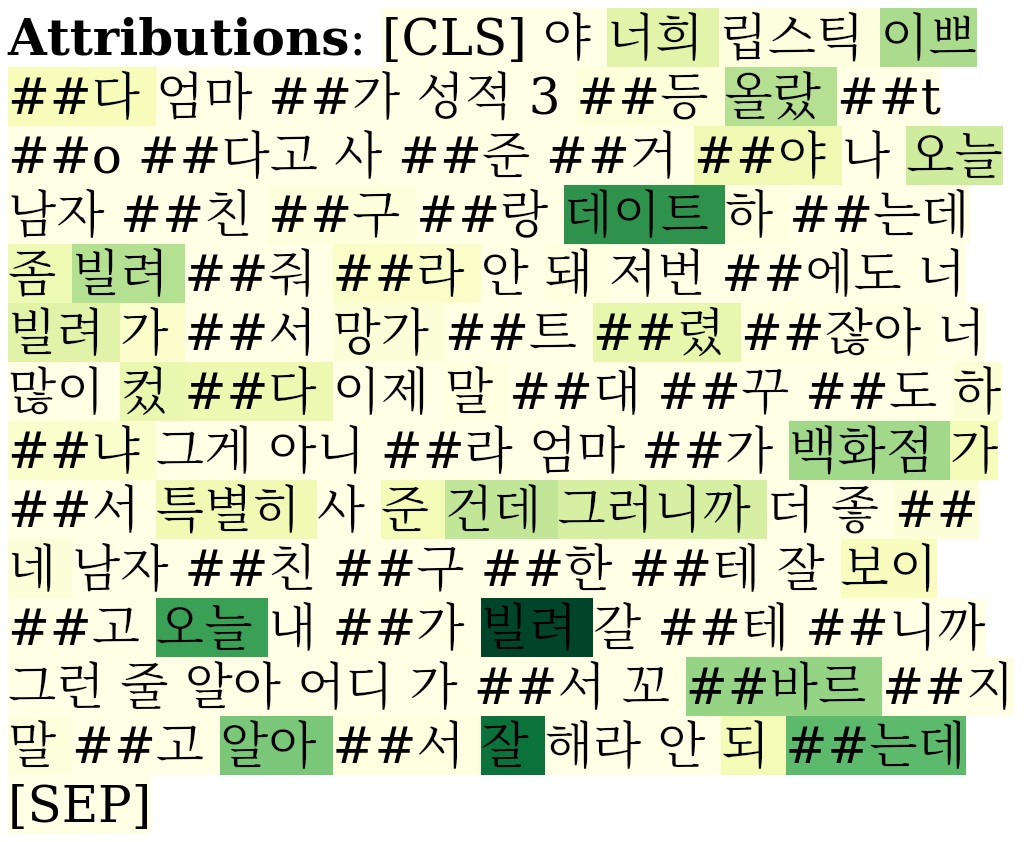 Attributions: [CLS] 야 너희 립스틱 이쁘
##다 엄마 ##가 성적 3 ##등 올랐 ##t
##o ##다고 사 ##준 ##거 ##야 나 오늘
남자 ##친 ##구 ##랑 데이트 하 ##는데
좀 빌려 ##줘 ##라 안 돼 저번 ##에도 너
빌려 가 ##서 망가 ##트 ##렸 ##잖아 너
많이 컸 ##다 이제 말 ##대 ##꾸 ##도 하
##냐 그게 아니 ##라 엄마 ##가 백화점 가
##서 특별히 사 준 건데 그러니까 더 좋 ##
네 남자 ##친 ##구 ##한 ##테 잘 보이
##고 오늘 내 ##가 빌려 갈 ##테 ##니까
그런 줄 알아 어디 가 ##서 꼬 ##바르 ##지
말 ##고 알아 ##서 잘 해라 안 되 ##는데
[SEP]